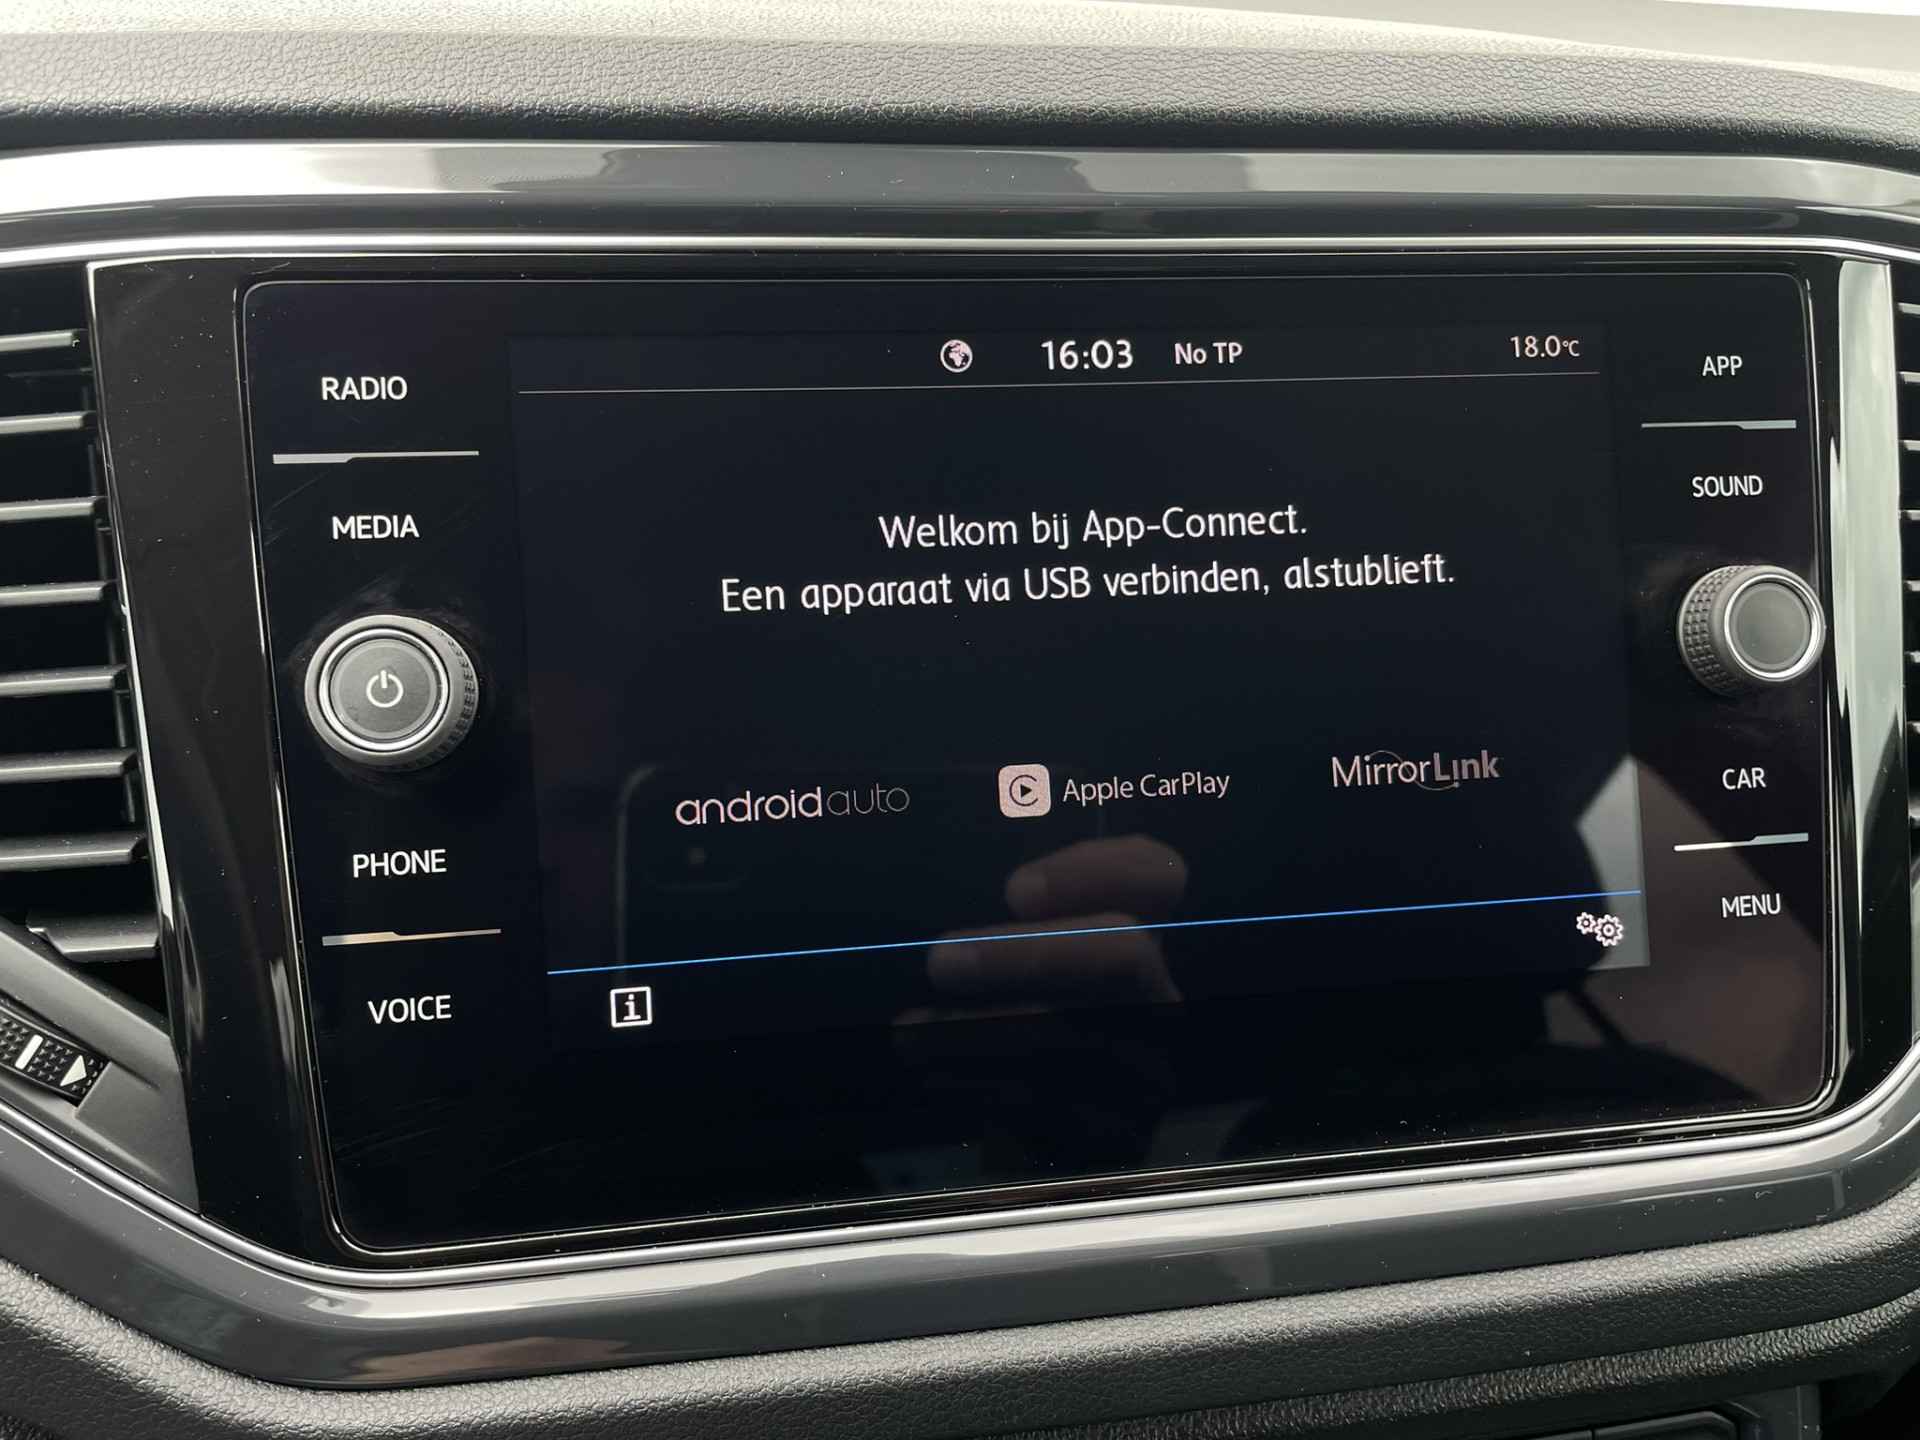 16:03 No TP 18.0°C
RADIO
MEDIA
PHONE
VOICE
Welkom bij App-Connect.
Een apparaat via USB verbinden, alstublieft.
androidauto
Apple CarPlay
MirrorLink
i
APP
SOUND
CAR
MENU